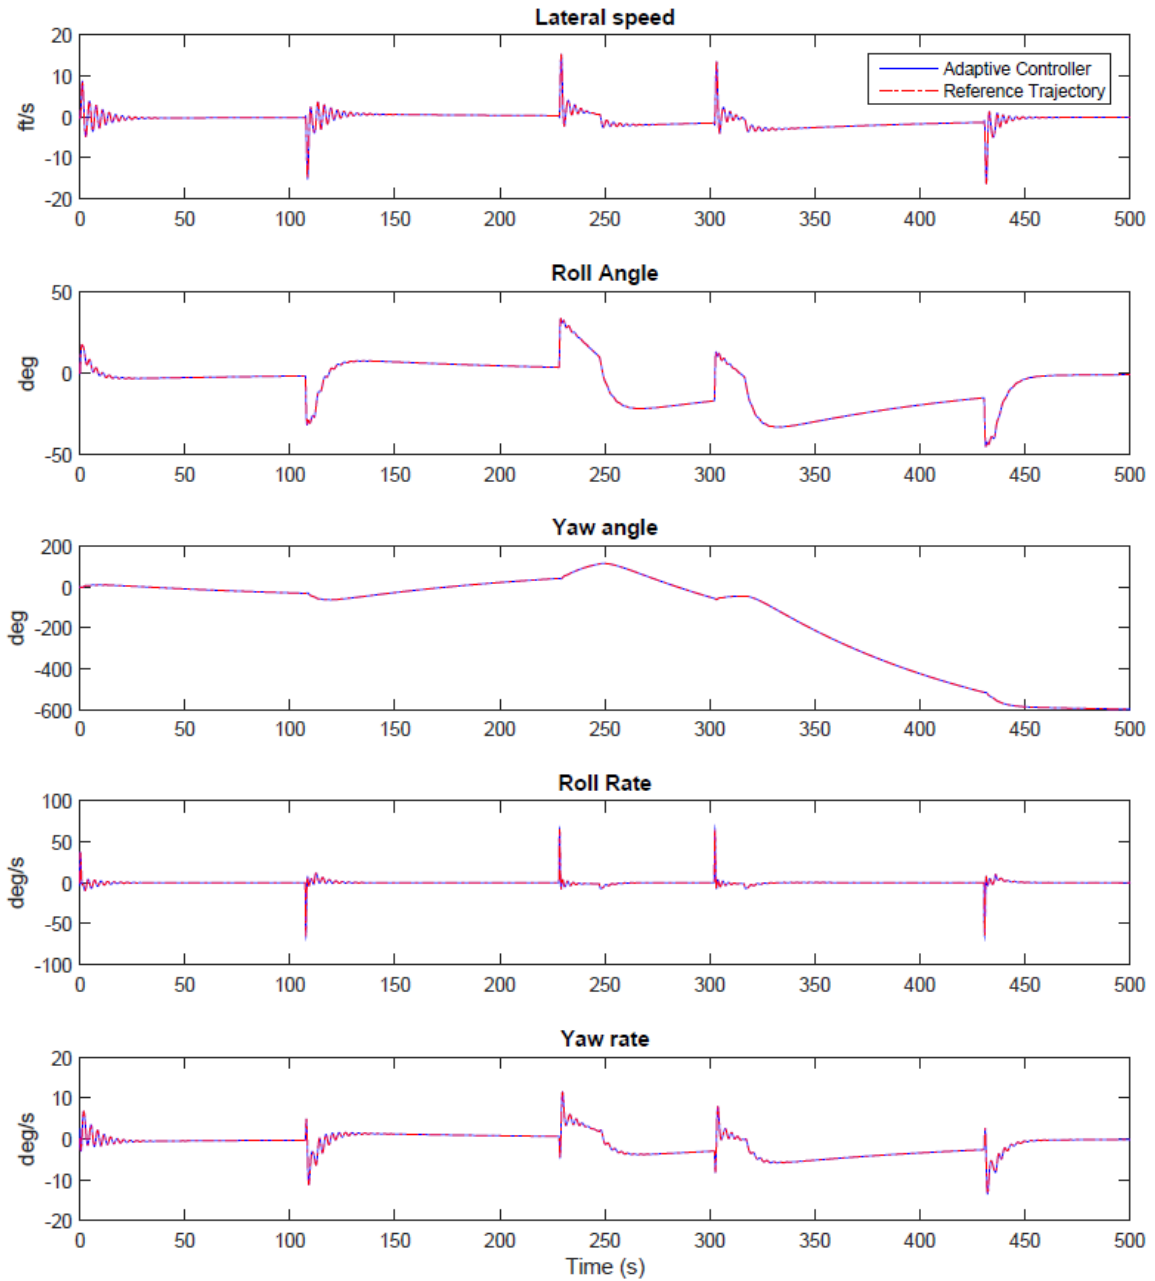 Lateral speed
20
10
0
-10
-20
ft/s
Adaptive Controller
Reference Trajectory
0 50 100 150 200 250 300 350 400 450 500
Roll Angle
50
0
-50
deg
0 50 100 150 200 250 300 350 400 450 500
Yaw angle
200
0
-200
-400
-600
deg
0 50 100 150 200 250 300 350 400 450 500
Roll Rate
100
50
0
-50
-100
deg/s
0 50 100 150 200 250 300 350 400 450 500
Yaw rate
20
10
0
-10
-20
deg/s
0 50 100 150 200 250 300 350 400 450 500
Time (s)